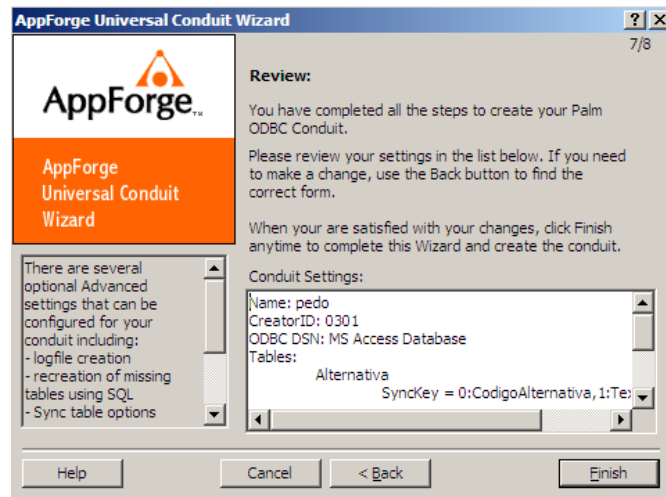 AppForge Universal Conduit Wizard
7/8
AppForge™
AppForge
Universal Conduit
Wizard
Review:
You have completed all the steps to create your Palm
ODBC Conduit.
Please review your settings in the list below. If you need
to make a change, use the Back button to find the
correct form.
When your are satisfied with your changes, click Finish
anytime to complete this Wizard and create the conduit.
There are several
optional Advanced
settings that can be
configured for your
conduit including:
- logfile creation
- recreation of missing
tables using SQL
- Sync table options
Conduit Settings:
Name: pedo
CreatorID: 0301
ODBC DSN: MS Access Database
Tables:
Alternativa
SyncKey = 0:CodigoAlternativa,1:Te
Help
Cancel
< Back
Finish